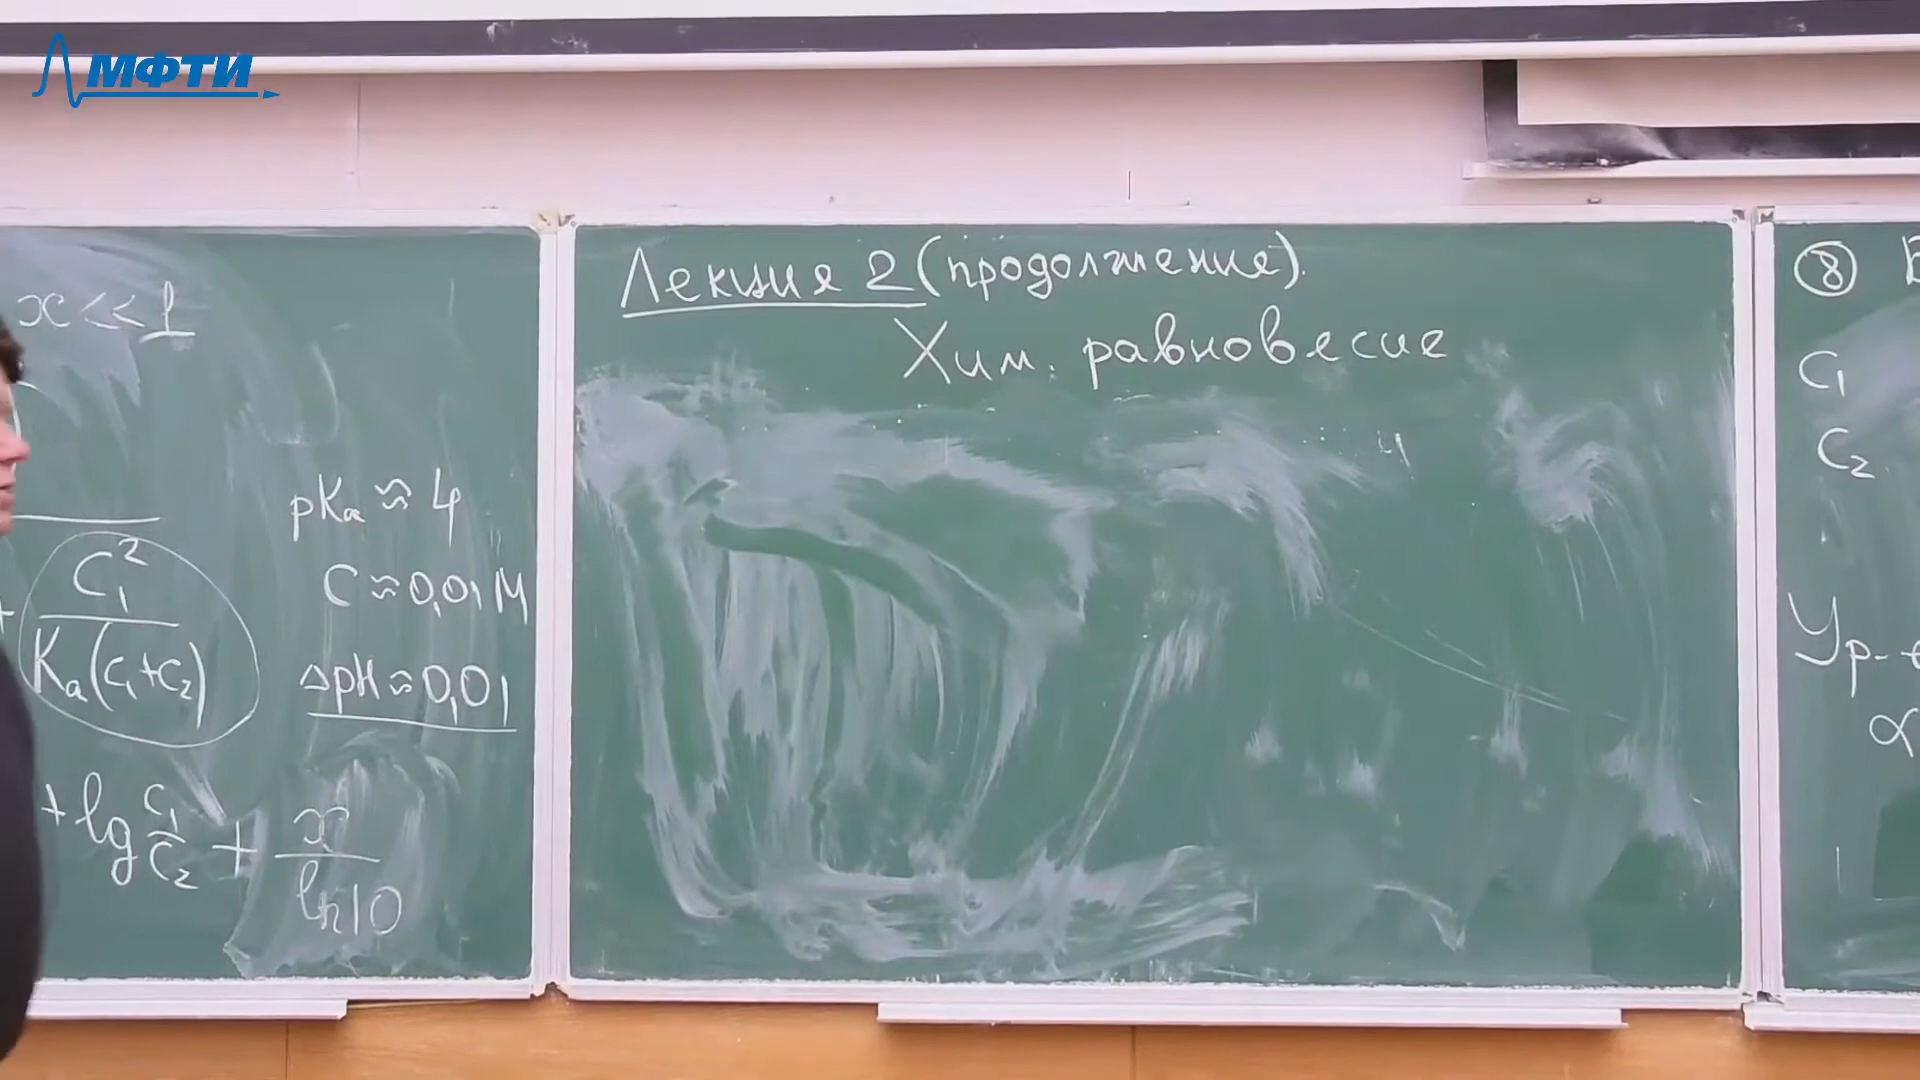 МФТИ
x << 1
C₁²
Kₐ(c₁+c₂)
pKₐ ≈ 4
C ≈ 0,01 М
ΔpH ≈ 0,01
+ lg c₁/c₂ + x/ln10
Лекция 2 (продолжение).
Хим. равновесие
⑧
C₁
C₂
Ур-
α